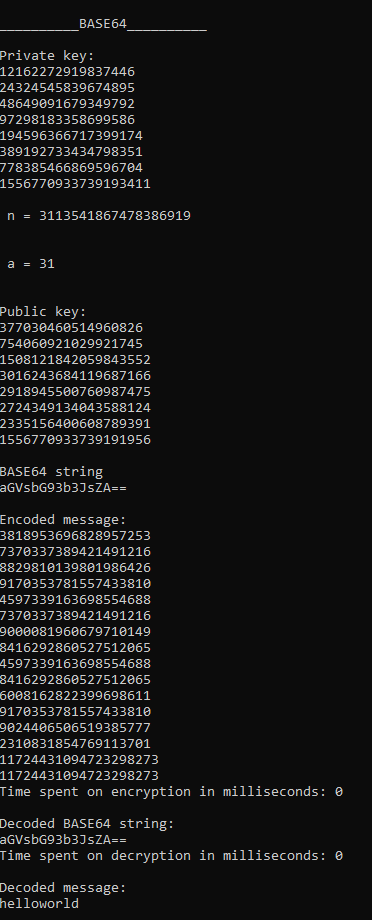 __________BASE64__________
Private key:
12162272919837446
24324545839674895
48649091679349792
97298183358699586
194596366717399174
389192733434798351
778385466869596704
1556770933739193411
n = 3113541867478386919
a = 31
Public key:
377030460514960826
754060921029921745
1508121842059843552
3016243684119687166
2918945500760987475
2724349134043588124
2335156400608789391
1556770933739191956
BASE64 string
aGVsbG93b3JsZA==
Encoded message:
3818953696828957253
7370337389421491216
8829810139801986426
9170353781557433810
4597339163698554688
7370337389421491216
9000081960679710149
8416292860527512065
4597339163698554688
8416292860527512065
6008162822399698611
9170353781557433810
9024406506519385777
2310831854769113701
11724431094723298273
11724431094723298273
Time spent on encryption in milliseconds: 0
Decoded BASE64 string:
aGVsbG93b3JsZA==
Time spent on decryption in milliseconds: 0
Decoded message:
helloworld